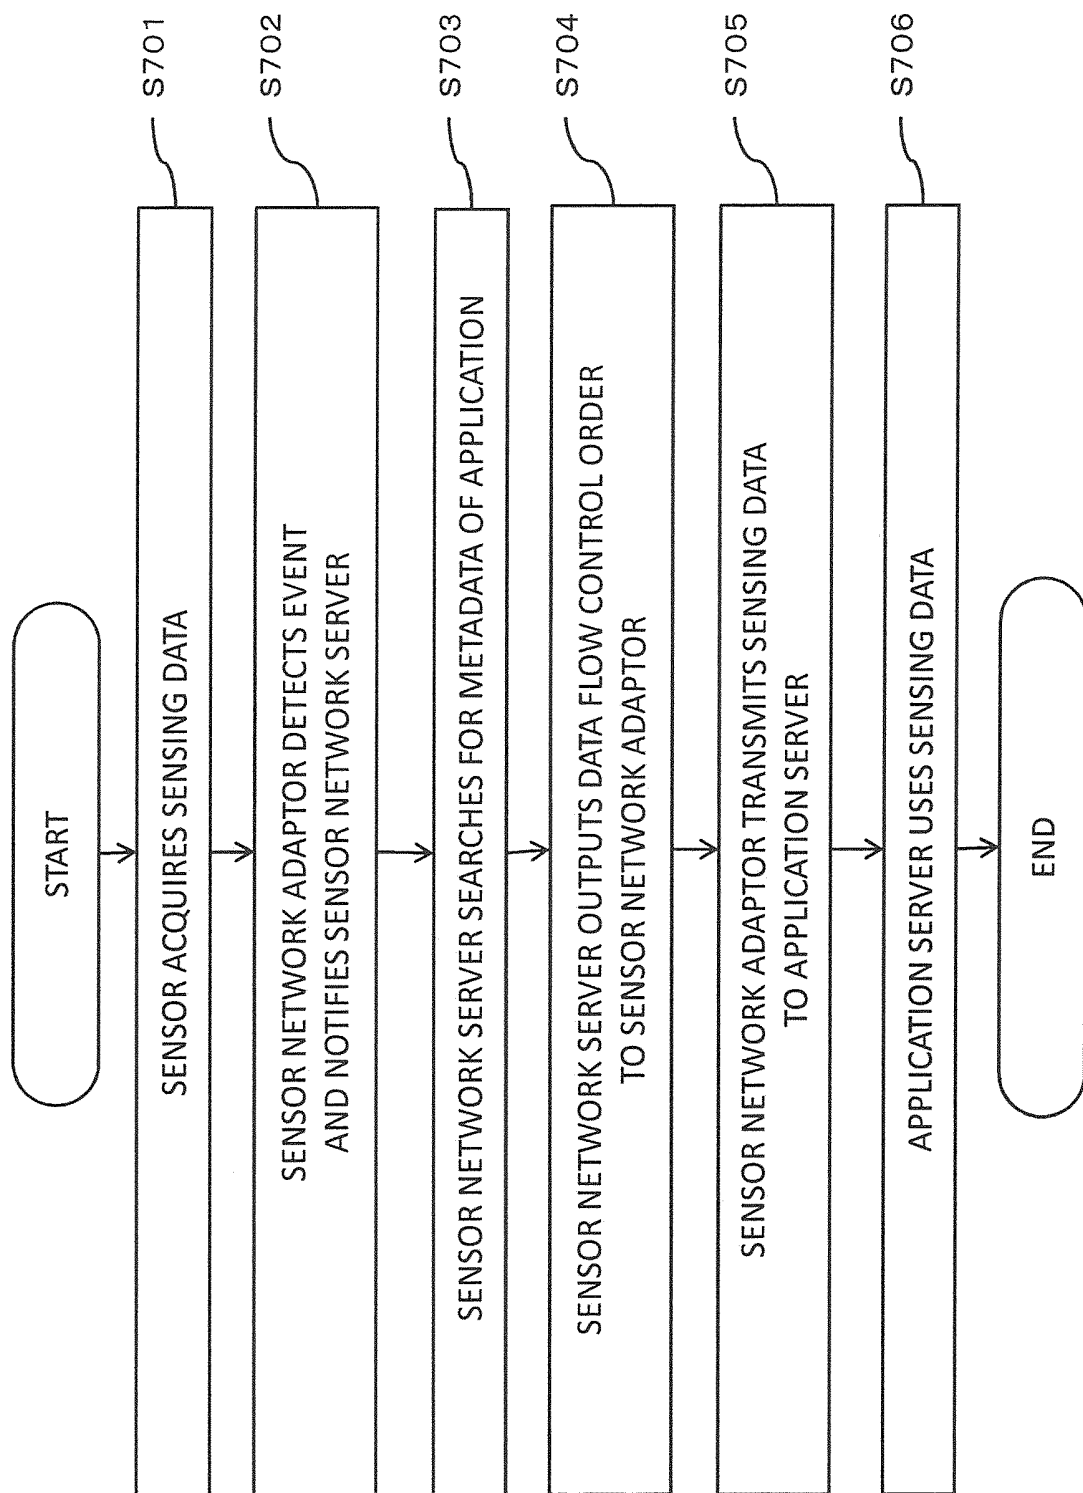 START
SENSOR ACQUIRES SENSING DATA
S701
SENSOR NETWORK ADAPTOR DETECTS EVENT
AND NOTIFIES SENSOR NETWORK SERVER
S702
SENSOR NETWORK SERVER SEARCHES FOR METADATA OF APPLICATION
S703
SENSOR NETWORK SERVER OUTPUTS DATA FLOW CONTROL ORDER
TO SENSOR NETWORK ADAPTOR
S704
SENSOR NETWORK ADAPTOR TRANSMITS SENSING DATA
TO APPLICATION SERVER
S705
APPLICATION SERVER USES SENSING DATA
S706
END